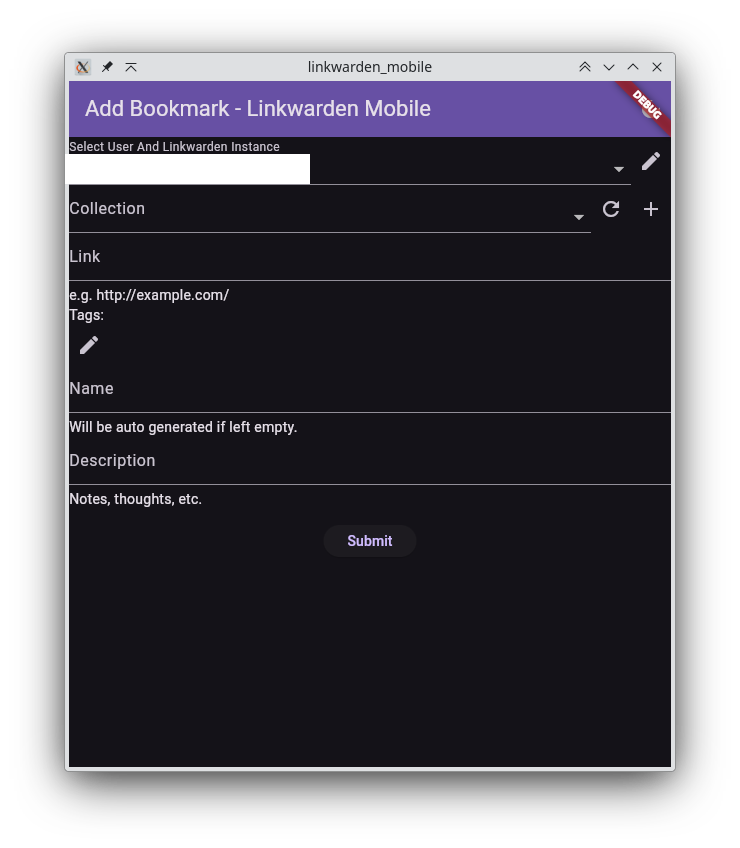 linkwarden_mobile
Add Bookmark - Linkwarden Mobile
DEBUG
Select User And Linkwarden Instance
Collection
Link
e.g. http://example.com/
Tags:
Name
Will be auto generated if left empty.
Description
Notes, thoughts, etc.
Submit